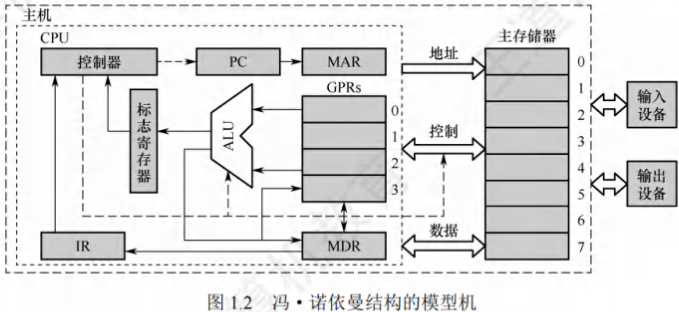 主机
CPU
控制器
PC
MAR
地址
主存储器
GPRs
标志寄存器
ALU
0
1
2
3
控制
0
1
2
3
4
5
6
7
输入
设备
输出
设备
IR
MDR
数据
图 1.2 冯·诺依曼结构的模型机